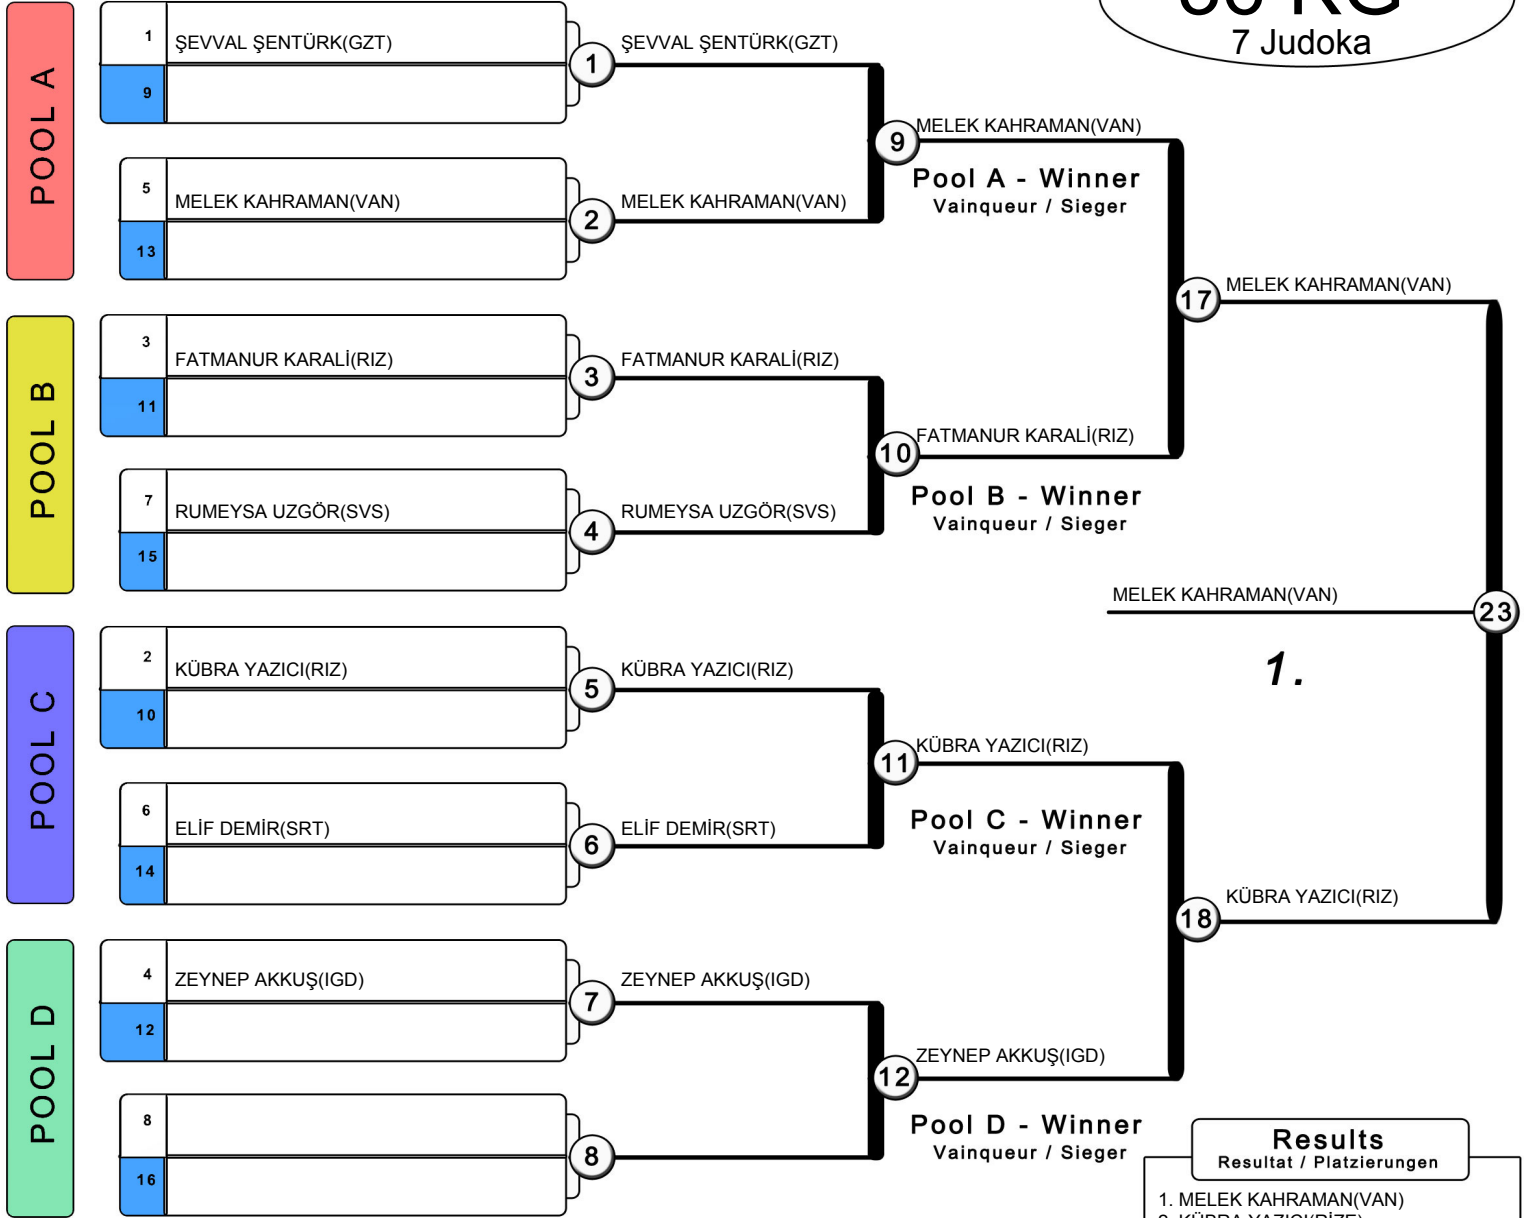 KG
7 Judoka
POOL A
1 ŞEVVAL ŞENTÜRK(GZT)
9
1 ŞEVVAL ŞENTÜRK(GZT)
5 MELEK KAHRAMAN(VAN)
13
2 MELEK KAHRAMAN(VAN)
9 MELEK KAHRAMAN(VAN)
Pool A - Winner
Vainqueur / Sieger
POOL B
3 FATMANUR KARALİ(RIZ)
11
3 FATMANUR KARALİ(RIZ)
7 RUMEYSA UZGÖR(SVS)
15
4 RUMEYSA UZGÖR(SVS)
10 FATMANUR KARALİ(RIZ)
Pool B - Winner
Vainqueur / Sieger
17 MELEK KAHRAMAN(VAN)
MELEK KAHRAMAN(VAN)
23
1.
POOL C
2 KÜBRA YAZICI(RIZ)
10
5 KÜBRA YAZICI(RIZ)
6 ELİF DEMİR(SRT)
14
6 ELİF DEMİR(SRT)
11 KÜBRA YAZICI(RIZ)
Pool C - Winner
Vainqueur / Sieger
18 KÜBRA YAZICI(RIZ)
POOL D
4 ZEYNEP AKKUŞ(IGD)
12
7 ZEYNEP AKKUŞ(IGD)
8
16
8
12 ZEYNEP AKKUŞ(IGD)
Pool D - Winner
Vainqueur / Sieger
Results
Resultat / Platzierungen
1. MELEK KAHRAMAN(VAN)
2. KÜBRA YAZICI(RİZE)